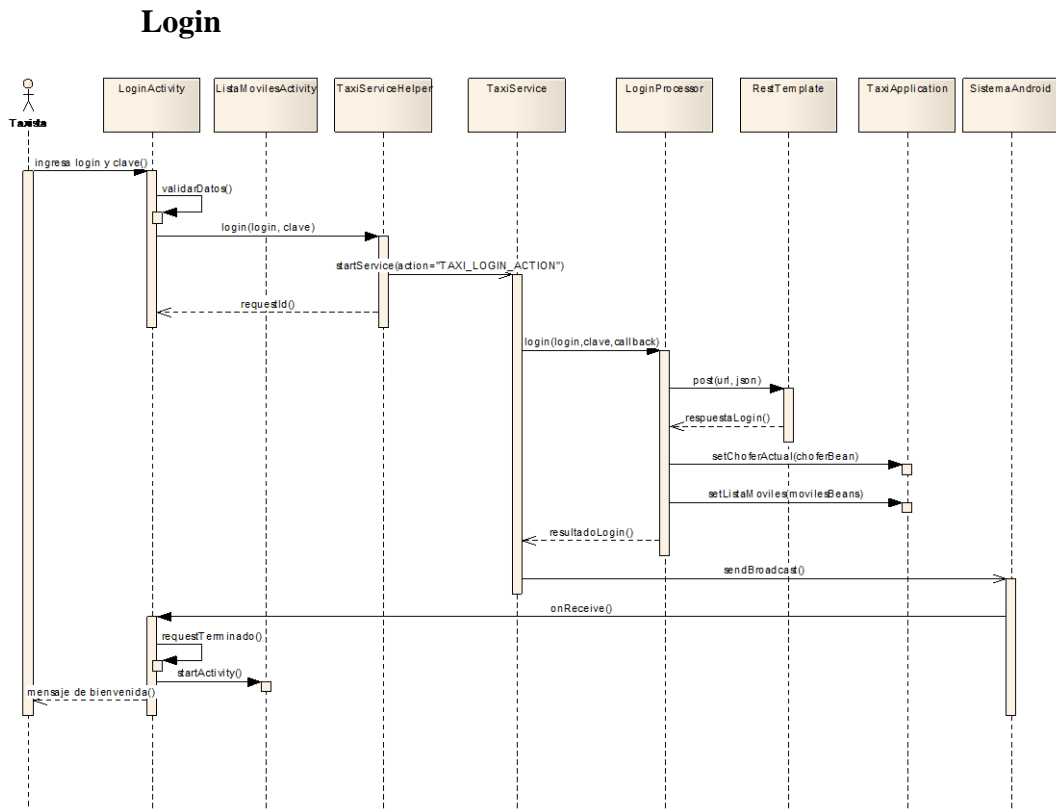 Login
LoginActivity
ListaMovilesActivity
TaxiServiceHelper
TaxiService
LoginProcessor
RestTemplate
TaxiApplication
SistemaAndroid
Taxista
ingresa login y clave()
validarDatos()
login(login, clave)
startService(action="TAXI_LOGIN_ACTION")
requestId()
login(login,clave,callback)
post(url, json)
respuestaLogin()
setChoferActual(choferBean)
setListaMoviles(movilesBeans)
resultadoLogin()
sendBroadcast()
onReceive()
requestTerminado()
startActivity()
mensaje de bienvenida()